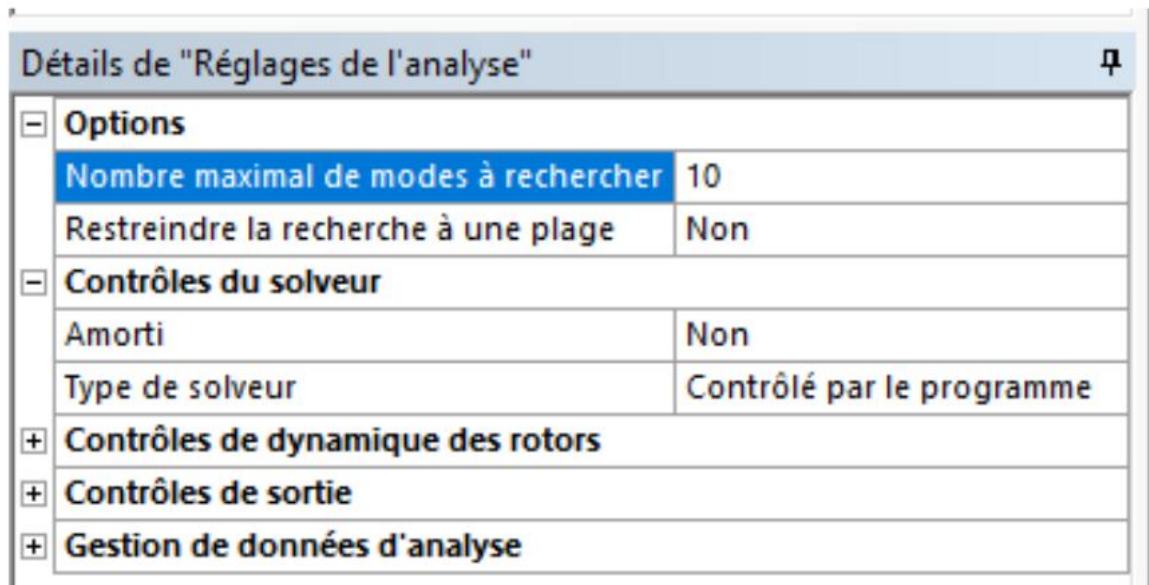 Détails de "Réglages de l'analyse"
Options
Nombre maximal de modes à rechercher 10
Restreindre la recherche à une plage Non
Contrôles du solveur
Amorti Non
Type de solveur Contrôlé par le programme
Contrôles de dynamique des rotors
Contrôles de sortie
Gestion de données d'analyse